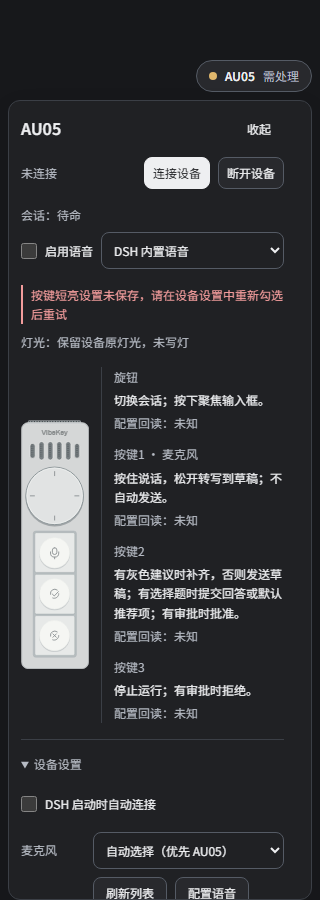 AU05 需处理
AU05
收起
未连接
连接设备
断开设备
会话：待命
启用语音
DSH 内置语音
按键短亮设置未保存，请在设备设置中重新勾选
后重试
灯光：保留设备原灯光，未写灯
VibeKay
旋钮
切换会话；按下聚焦输入框。
配置回读：未知
按键1 · 麦克风
按住说话，松开转写到草稿；不
自动发送。
配置回读：未知
按键2
有灰色建议时补齐，否则发送草
稿；有选择题时提交回答或默认
推荐项；有审批时批准。
配置回读：未知
按键3
停止运行；有审批时拒绝。
配置回读：未知
▼ 设备设置
DSH 启动时自动连接
麦克风
自动选择（优先 AU05）
刷新列表
配置语音